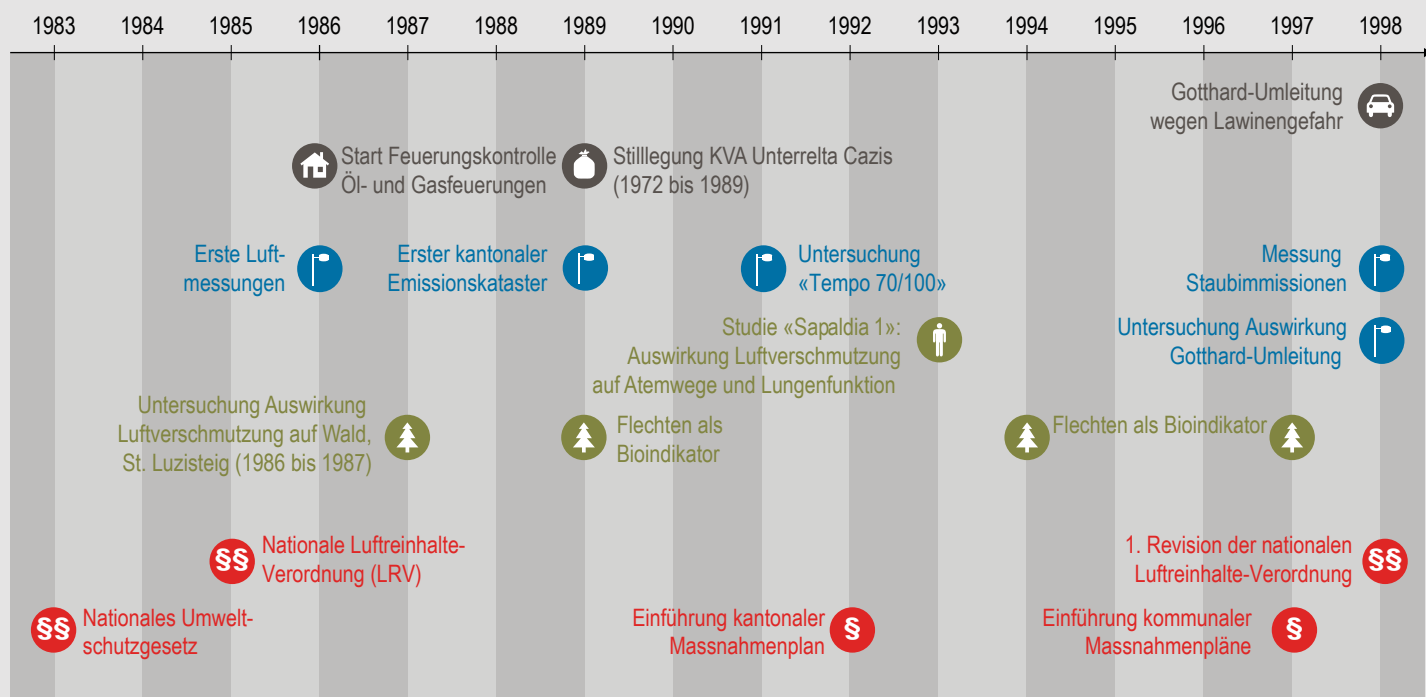 1983 1984 1985 1986 1987 1988 1989 1990 1991 1992 1993 1994 1995 1996 1997 1998
Gotthard-Umleitung
wegen Lawinengefahr
Start Feuerungskontrolle
Öl- und Gasfeuerungen
Stilllegung KVA Unterrelta Cazis
(1972 bis 1989)
Erste Luft-
messungen
Erster kantonaler
Emissionskataster
Untersuchung
«Tempo 70/100»
Messung
Staubimmissionen
Studie «Sapaldia 1»:
Auswirkung Luftverschmutzung
auf Atemwege und Lungenfunktion
Untersuchung Auswirkung
Gotthard-Umleitung
Untersuchung Auswirkung
Luftverschmutzung auf Wald,
St. Luzisteig (1986 bis 1987)
Flechten als
Bioindikator
Flechten als Bioindikator
§§ Nationale Luftreinhalte-
Verordnung (LRV)
1. Revision der nationalen
Luftreinhalte-Verordnung §§
§§ Nationales Umwelt-
schutzgesetz
Einführung kantonaler
Massnahmenplan §
Einführung kommunaler
Massnahmenpläne §